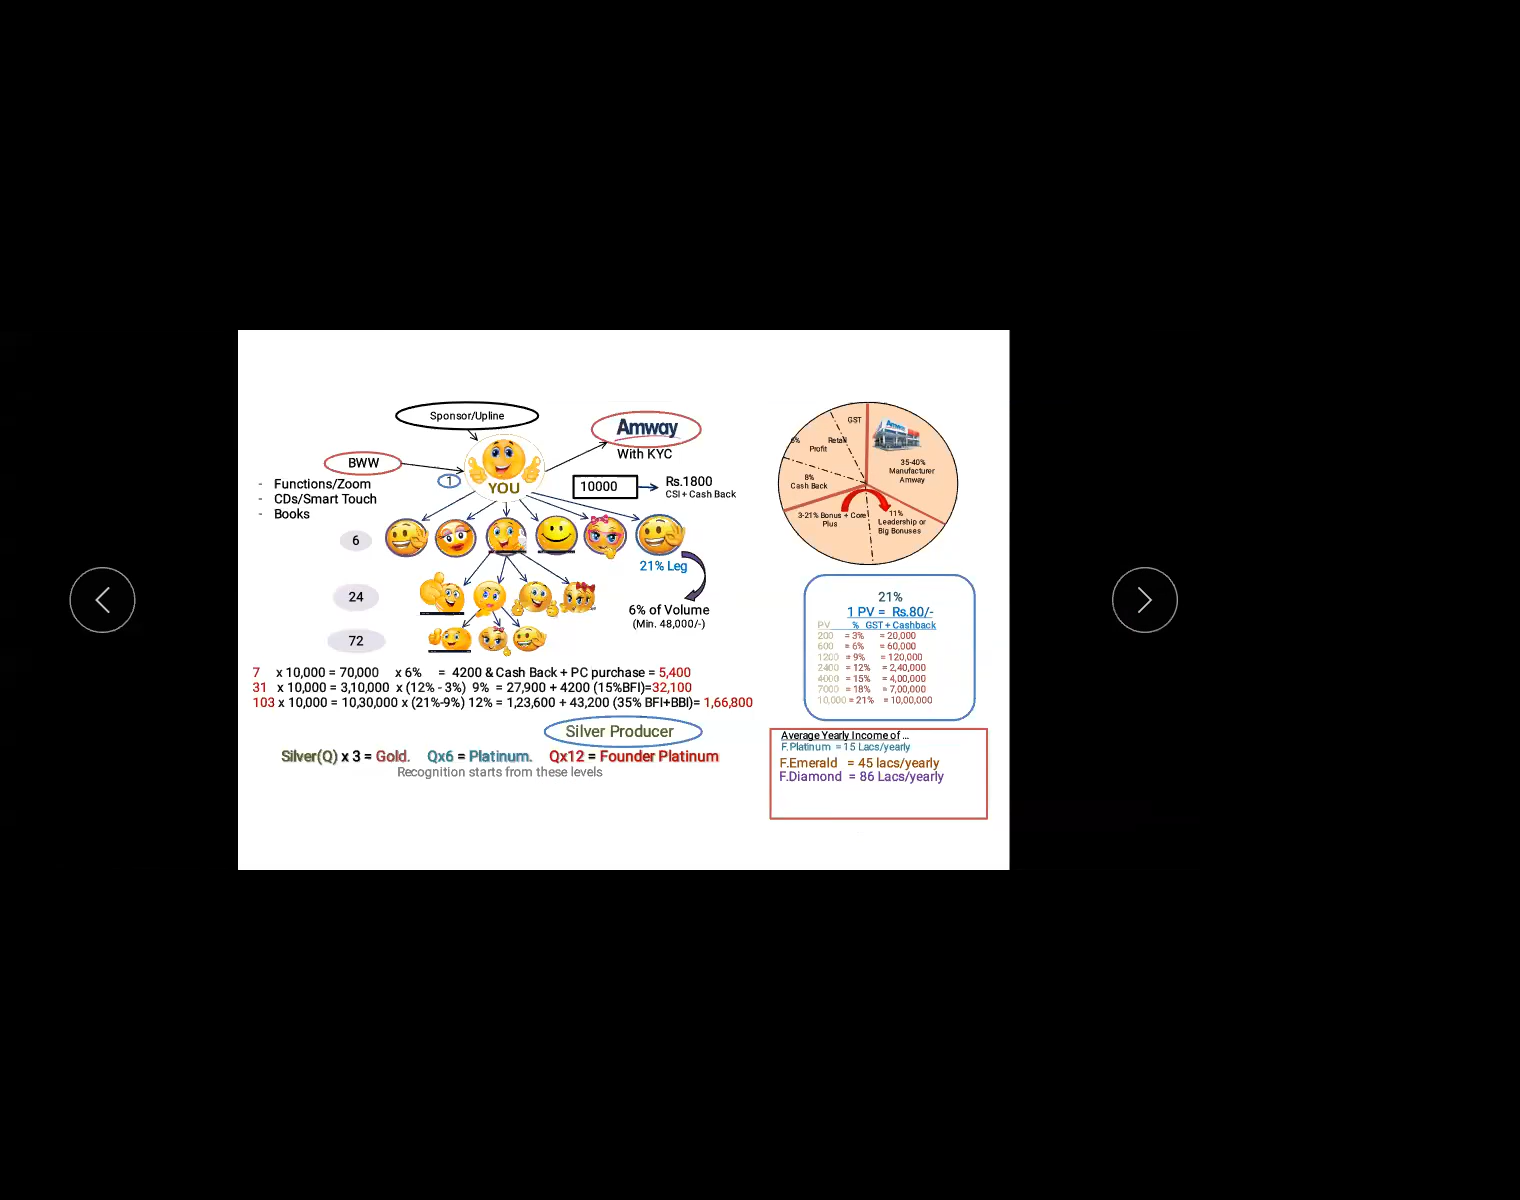 Sponsor/Upline
Amway
With KYC
BWW
- Functions/Zoom
- CDs/Smart Touch
- Books
1
YOU
10000
Rs.1800
CSI + Cash Back
6
21% Leg
24
6% of Volume
(Min. 48,000/-)
72
7 x 10,000 = 70,000 x 6% = 4200 & Cash Back + PC purchase = 5,400
31 x 10,000 = 3,10,000 x (12% - 3%) 9% = 27,900 + 4200 (15%BFI)=32,100
103 x 10,000 = 10,30,000 x (21%-9%) 12% = 1,23,600 + 43,200 (35% BFI+BBI)= 1,66,800
Silver Producer
Silver(Q) x 3 = Gold. Qx6 = Platinum. Qx12 = Founder Platinum
Recognition starts from these levels
GST
Amway
Retail
Profit
35-40%
Manufacturer
Amway
8%
Cash Back
3-21% Bonus + Core
Plus
11%
Leadership or
Big Bonuses
21%
1 PV = Rs.80/-
PV % GST + Cashback
200 = 3% = 20,000
600 = 6% = 60,000
1200 = 9% = 120,000
2400 = 12% = 2,40,000
4000 = 15% = 4,00,000
7000 = 18% = 7,00,000
10,000 = 21% = 10,00,000
Average Yearly Income of ...
F.Platinum = 15 Lacs/yearly
F.Emerald = 45 lacs/yearly
F.Diamond = 86 Lacs/yearly